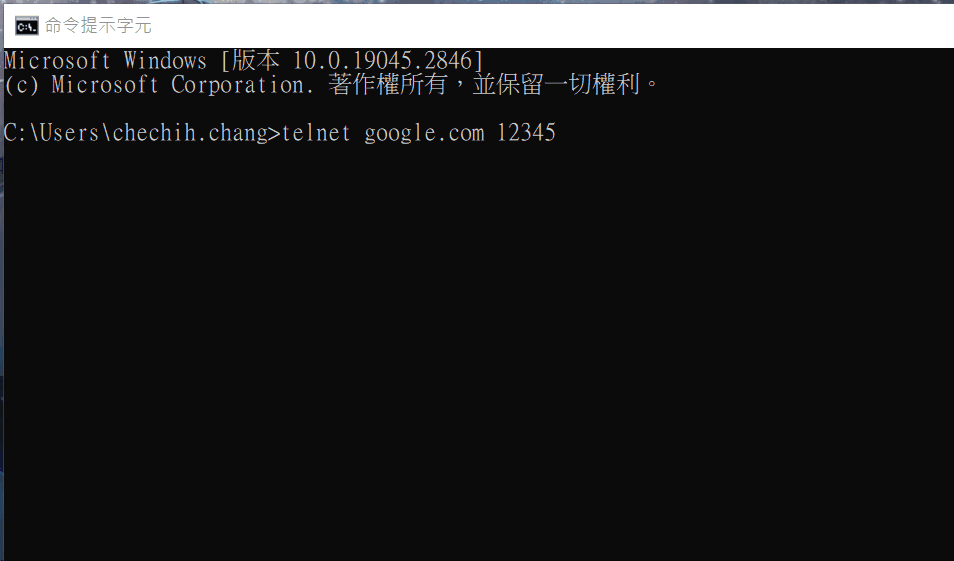 命令提示字元
Microsoft Windows [版本 10.0.19045.2846]
(c) Microsoft Corporation. 著作權所有，並保留一切權利。
C:\Users\chechih.chang>telnet google.com 12345